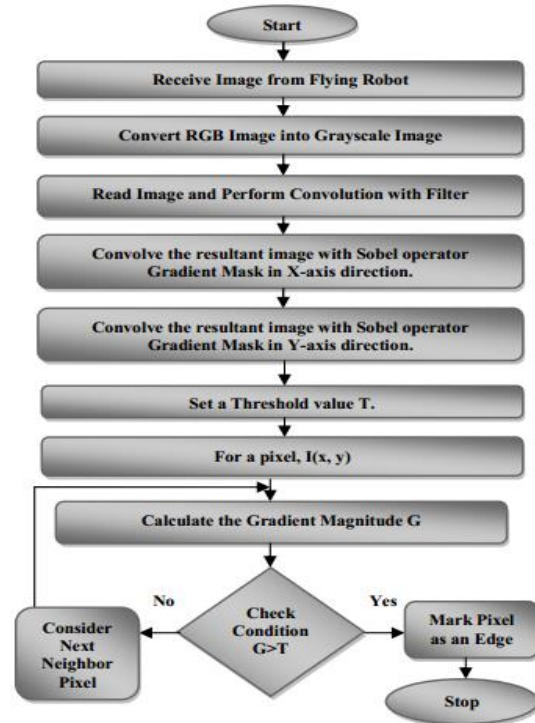 Start
Receive Image from Flying Robot
Convert RGB Image into Grayscale Image
Read Image and Perform Convolution with Filter
Convolve the resultant image with Sobel operator
Gradient Mask in X-axis direction.
Convolve the resultant image with Sobel operator
Gradient Mask in Y-axis direction.
Set a Threshold value T.
For a pixel, I(x, y)
Calculate the Gradient Magnitude G
No
Yes
Check
Condition
G>T
Consider
Next
Neighbor
Pixel
Mark Pixel
as an Edge
Stop